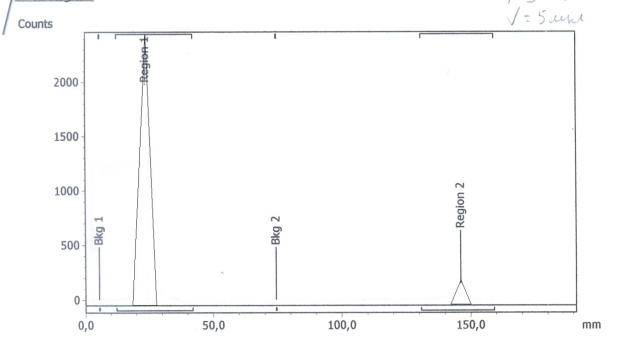 Counts
V = 5 мкл
2000
1500
1000
500
0
Region 1
Bkg 1
Bkg 2
Region 2
0,0 50,0 100,0 150,0 mm